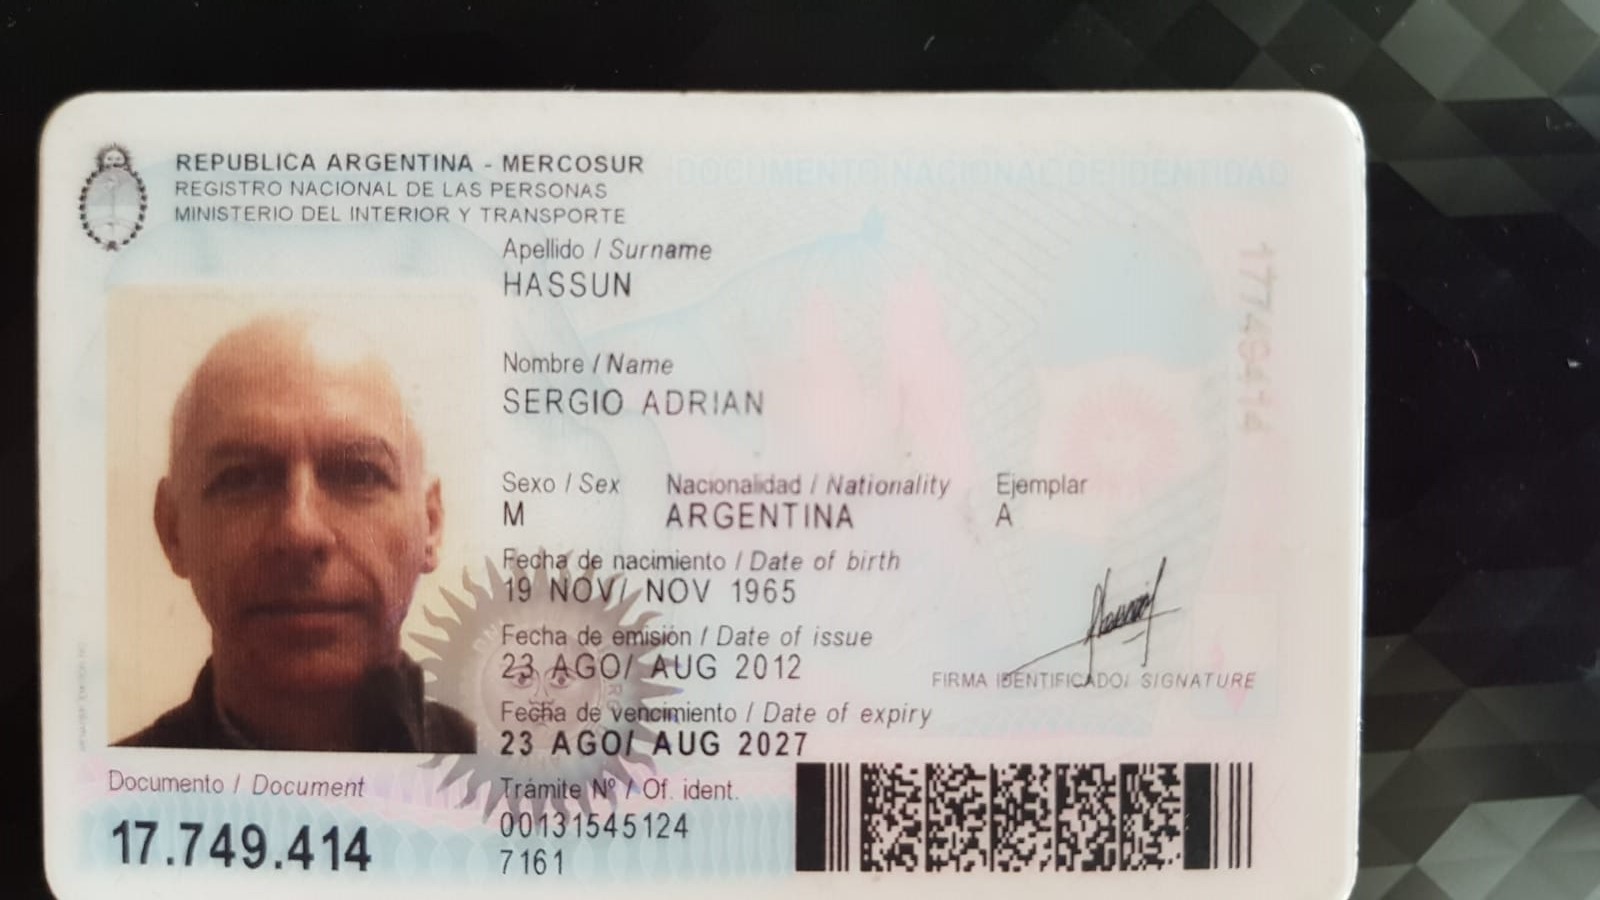 REPUBLICA ARGENTINA - MERCOSUR
REGISTRO NACIONAL DE LAS PERSONAS
MINISTERIO DEL INTERIOR Y TRANSPORTE
DOCUMENTO NACIONAL DE IDENTIDAD
Apellido / Surname
HASSUN
Nombre / Name
SERGIO ADRIAN
Sexo / Sex Nacionalidad / Nationality Ejemplar
M ARGENTINA A
Fecha de nacimiento / Date of birth
19 NOV/ NOV 1965
Fecha de emisión / Date of issue
23 AGO/ AUG 2012
FIRMA IDENTIFICADO/ SIGNATURE
Fecha de vencimiento / Date of expiry
23 AGO/ AUG 2027
Documento / Document
17.749.414
Trámite Nº / Of. ident.
00131545124
7161
17749414